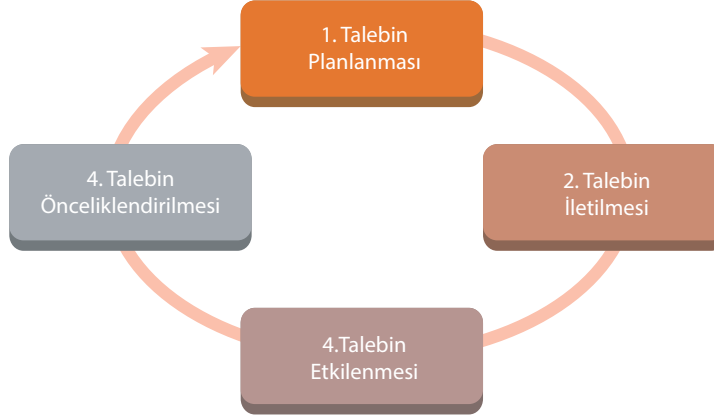 1. Talebin
Planlanması
2. Talebin
İletilmesi
4.Talebin
Etkilenmesi
4. Talebin
Önceliklendirilmesi